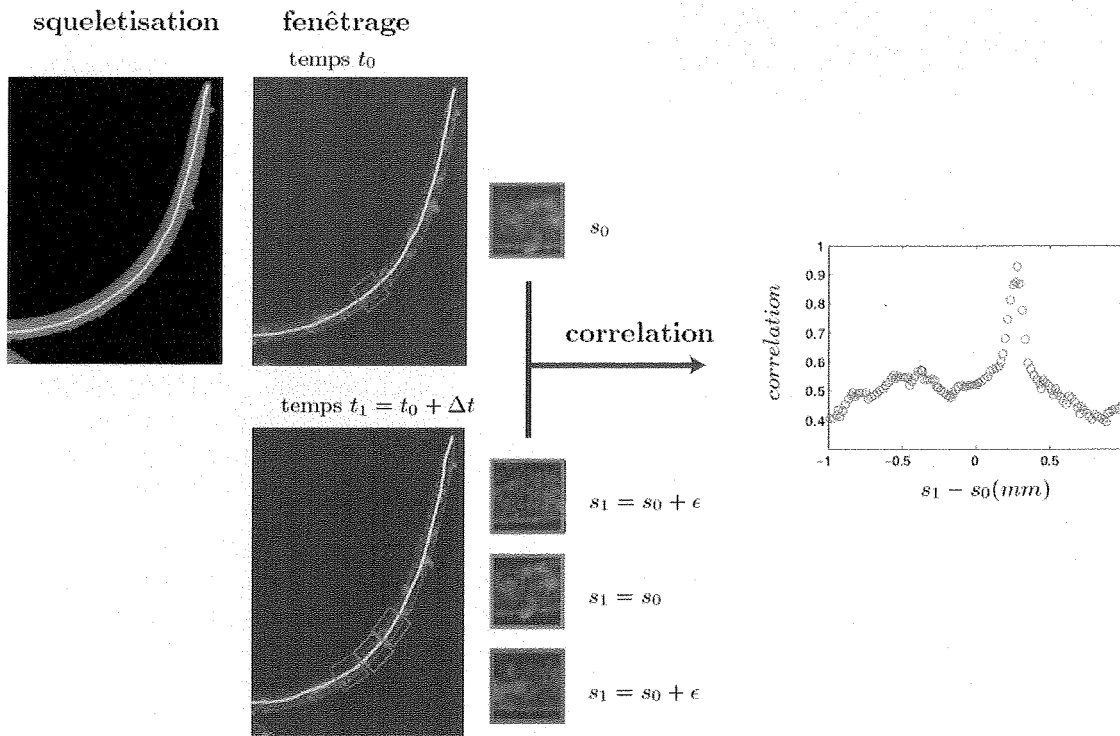 squeletisation
fenêtrage
temps t₀
s₀
correlation
temps t₁ = t₀ + Δt
s₁ = s₀ + ϵ
s₁ = s₀
s₁ = s₀ + ϵ
correlation
1
0.9
0.8
0.7
0.6
0.5
0.4
-1
-0.5
0
0.5
s₁ − s₀(mm)